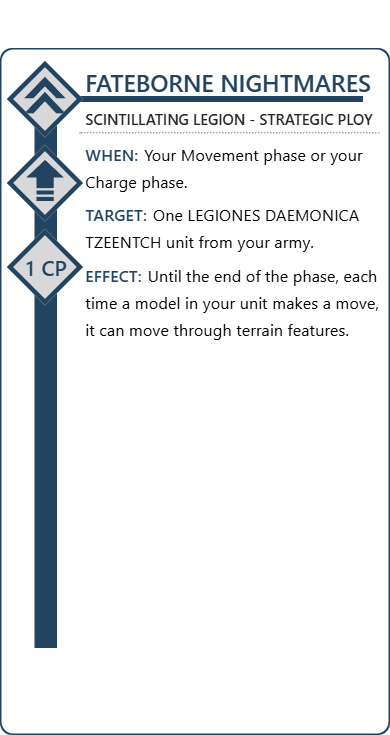 FATEBORNE NIGHTMARES
SCINTILLATING LEGION - STRATEGIC PLOY
WHEN: Your Movement phase or your
Charge phase.
TARGET: One LEGIONES DAEMONICA
TZEENTCH unit from your army.
1 CP
EFFECT: Until the end of the phase, each
time a model in your unit makes a move,
it can move through terrain features.